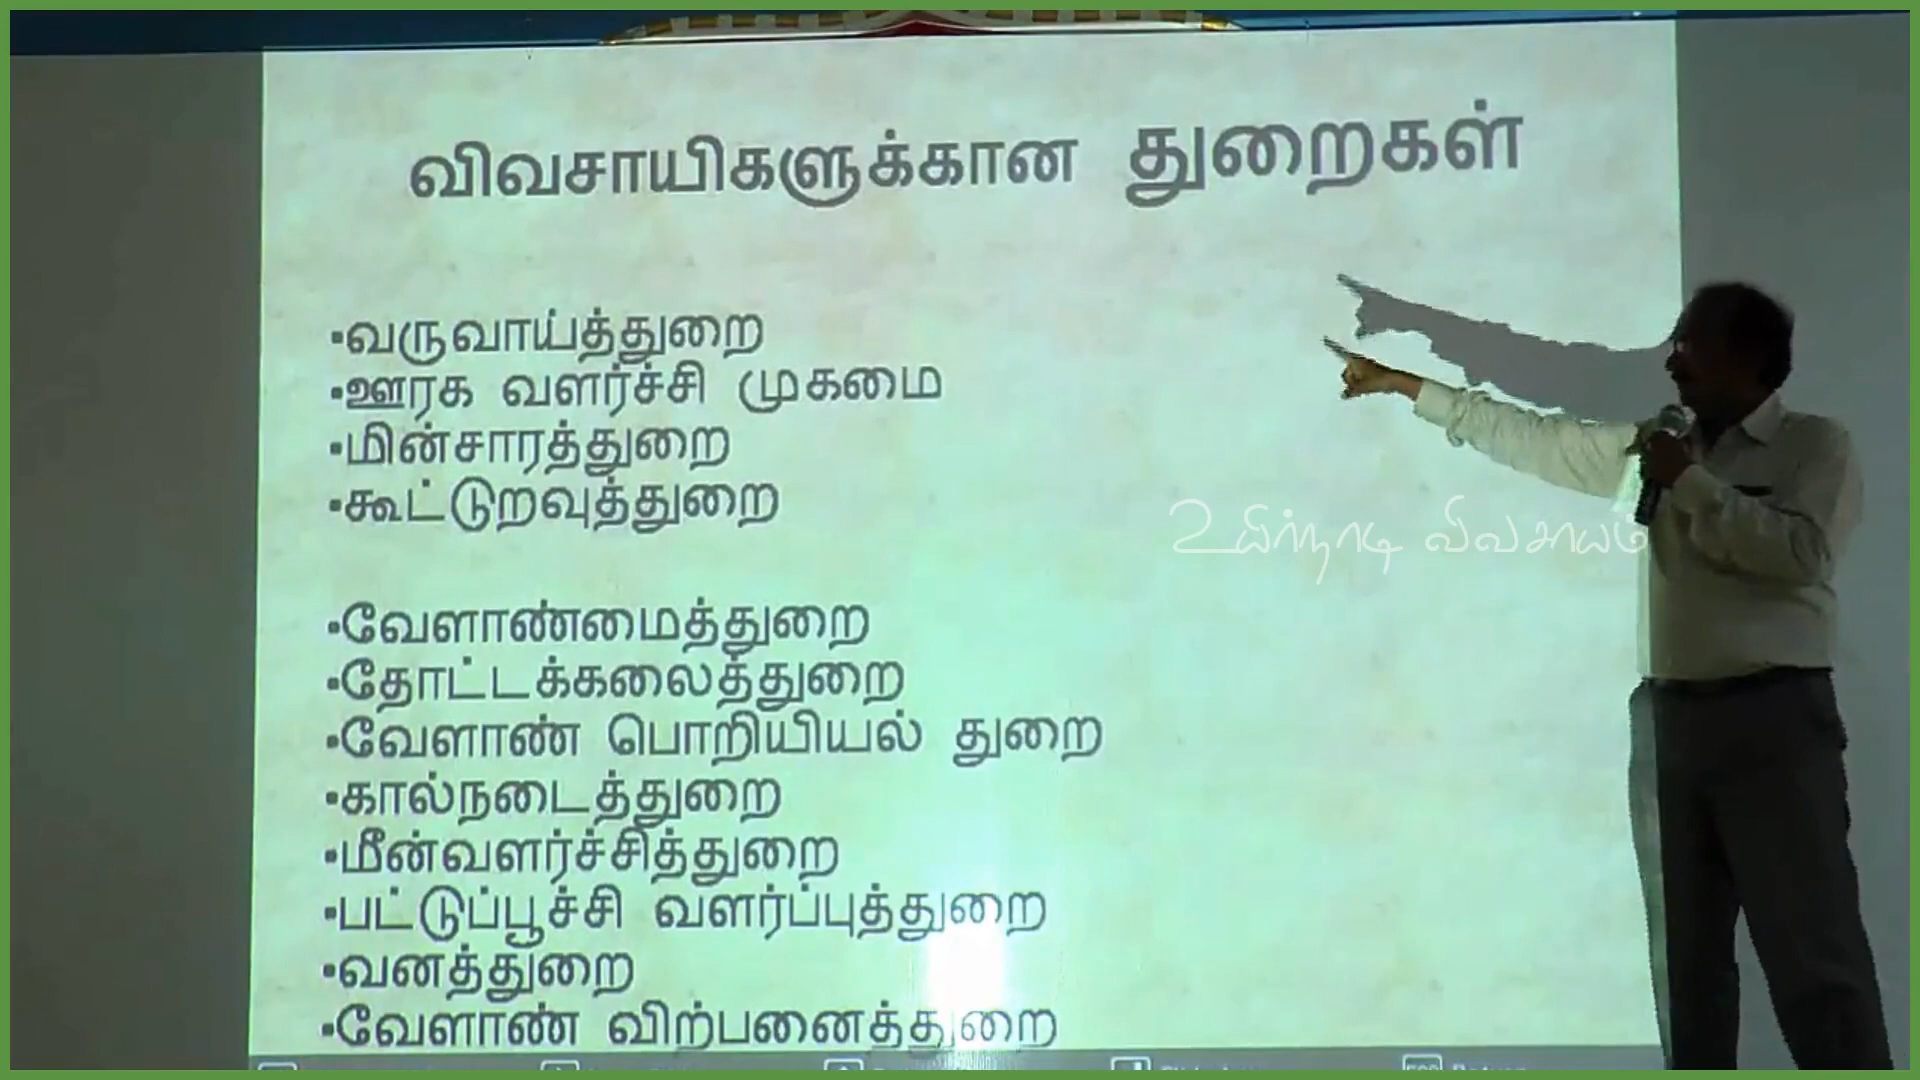 விவசாயிகளுக்கான துறைகள்
▪வருவாய்த்துறை
▪ஊரக வளர்ச்சி முகமை
▪மின்சாரத்துறை
▪கூட்டுறவுத்துறை
உயிர்நாடி விவசாயம்
▪வேளாண்மைத்துறை
▪தோட்டக்கலைத்துறை
▪வேளாண் பொறியியல் துறை
▪கால்நடைத்துறை
▪மீன்வளர்ச்சித்துறை
▪பட்டுப்பூச்சி வளர்ப்புத்துறை
▪வனத்துறை
▪வேளாண் விற்பனைத்துறை